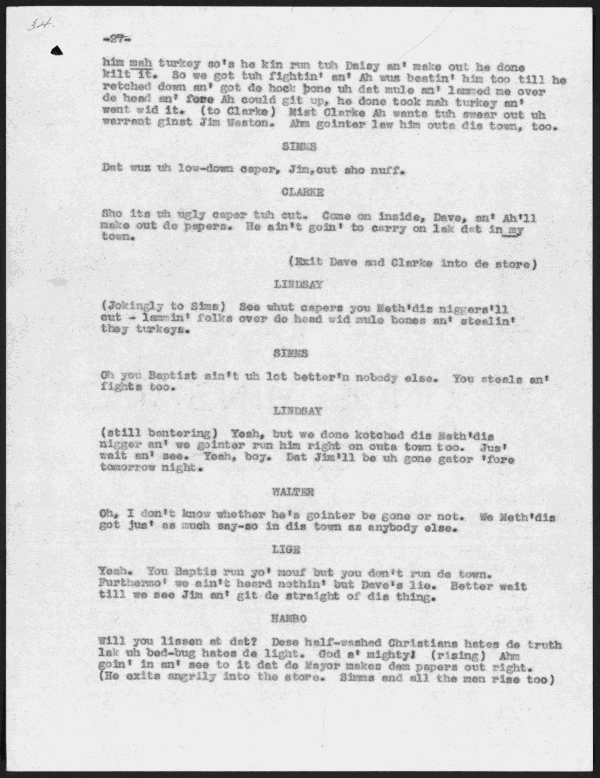 34.
-27-
him mah turkey so's he kin run tuh Daisy an' make out he done
kilt it. So we got tuh fightin' an' Ah wus beatin' him too till he
retched down an' got de hock bone uh dat mule an' lammed me over
de head an' fore Ah could git up, he done took mah turkey an'
went wid it. (to Clarke) Mist Clarke Ah wants tuh swear out uh
warrant ginst Jim Weston. Ahm gointer law him outa dis town, too.
SIMMS
Dat wuz uh low-down caper, Jim,cut sho nuff.
CLARKE
Sho its uh ugly caper tuh cut. Come on inside, Dave, an' Ah'll
make out de papers. He ain't goin' to carry on lak dat in my
town.
(Exit Dave and Clarke into de store)
LINDSAY
(Jokingly to Sims) See whut capers you Meth'dis niggers'll
cut - lammin' folks over de head wid mule bones an' stealin'
they turkeys.
SIMMS
Oh you Baptist ain't uh lot better'n nobody else. You steals an'
fights too.
LINDSAY
(still bantering) Yeah, but we done kotched dis Meth'dis
nigger an' we gointer run him right on outa town too. Jus'
wait an' see. Yeah, boy. Dat Jim'll be uh gone gator 'fore
tomorrow night.
WALTER
Oh, I don't know whether he's gointer be gone or not. We Meth'dis
got jus' as much say-so in dis town as anybody else.
LIGE
Yeah. You Baptis run yo' mouf but you don't run de town.
Furthermo' we ain't heard nothin' but Dave's lie. Better wait
till we see Jim an' git de straight of dis thing.
HAMBO
Will you lissen at dat? Dese half-washed Christians hates de truth
lak uh bed-bug hates de light. God a' mighty! (rising) Ahm
goin' in an' see to it dat de Mayor makes dem papers out right.
(He exits angrily into the store. Simms and all the men rise too)